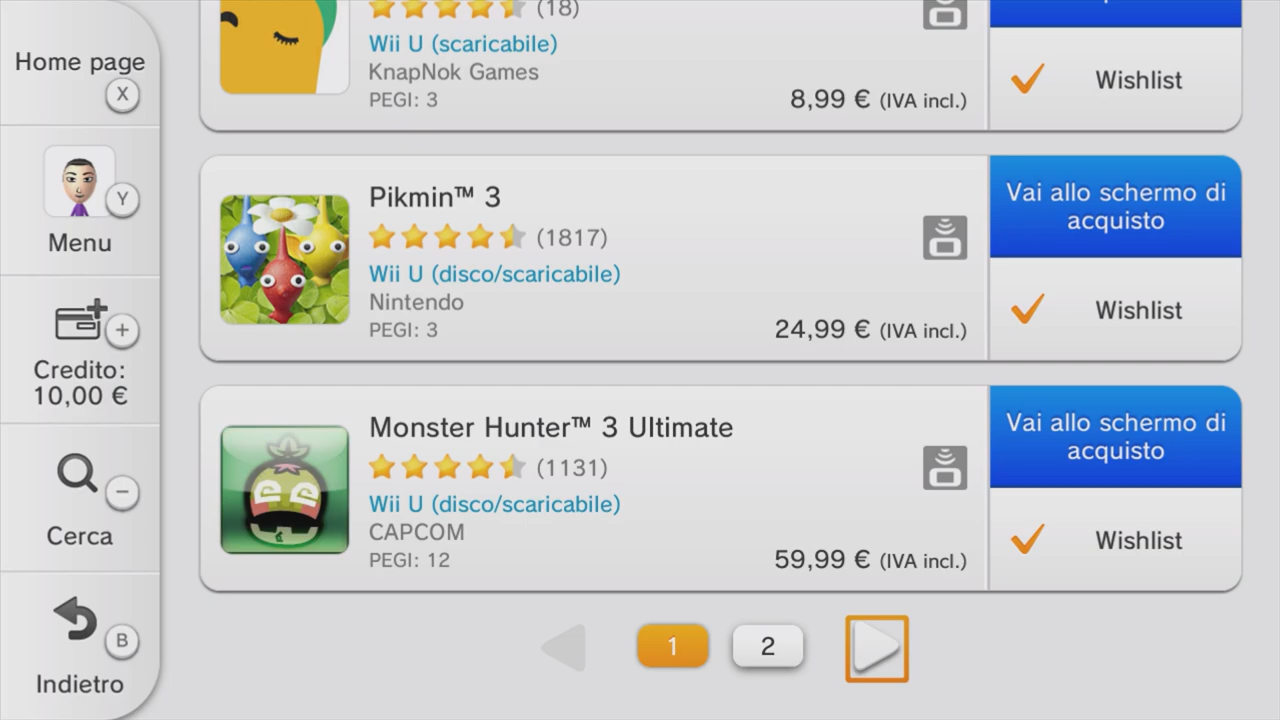 Home page
X
Y
Menu
+
Credito:
10,00 €
−
Cerca
B
Indietro
(18)
Wii U (scaricabile)
KnapNok Games
PEGI: 3
8,99 € (IVA incl.)
Wishlist
Pikmin™ 3
(1817)
Wii U (disco/scaricabile)
Nintendo
PEGI: 3
24,99 € (IVA incl.)
Vai allo schermo di
acquisto
Wishlist
Monster Hunter™ 3 Ultimate
(1131)
Wii U (disco/scaricabile)
CAPCOM
PEGI: 12
59,99 € (IVA incl.)
Vai allo schermo di
acquisto
Wishlist
1
2